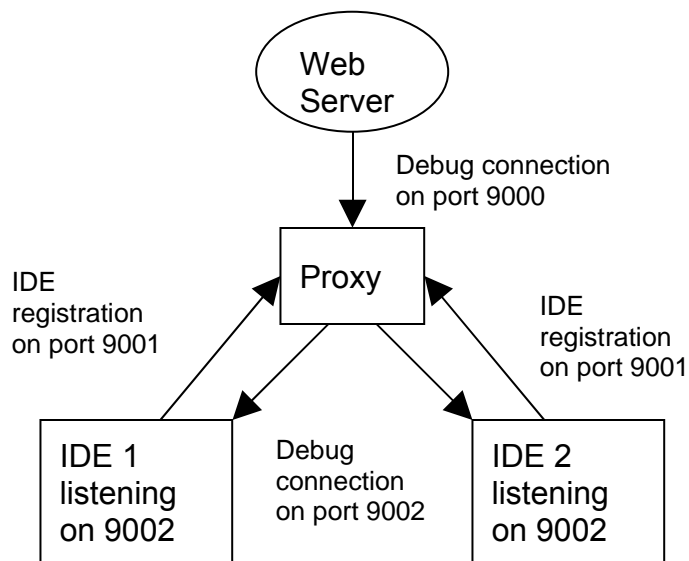 Web
Server
Debug connection
on port 9000
Proxy
IDE
registration
on port 9001
IDE
registration
on port 9001
IDE 1
listening
on 9002
Debug
connection
on port 9002
IDE 2
listening
on 9002